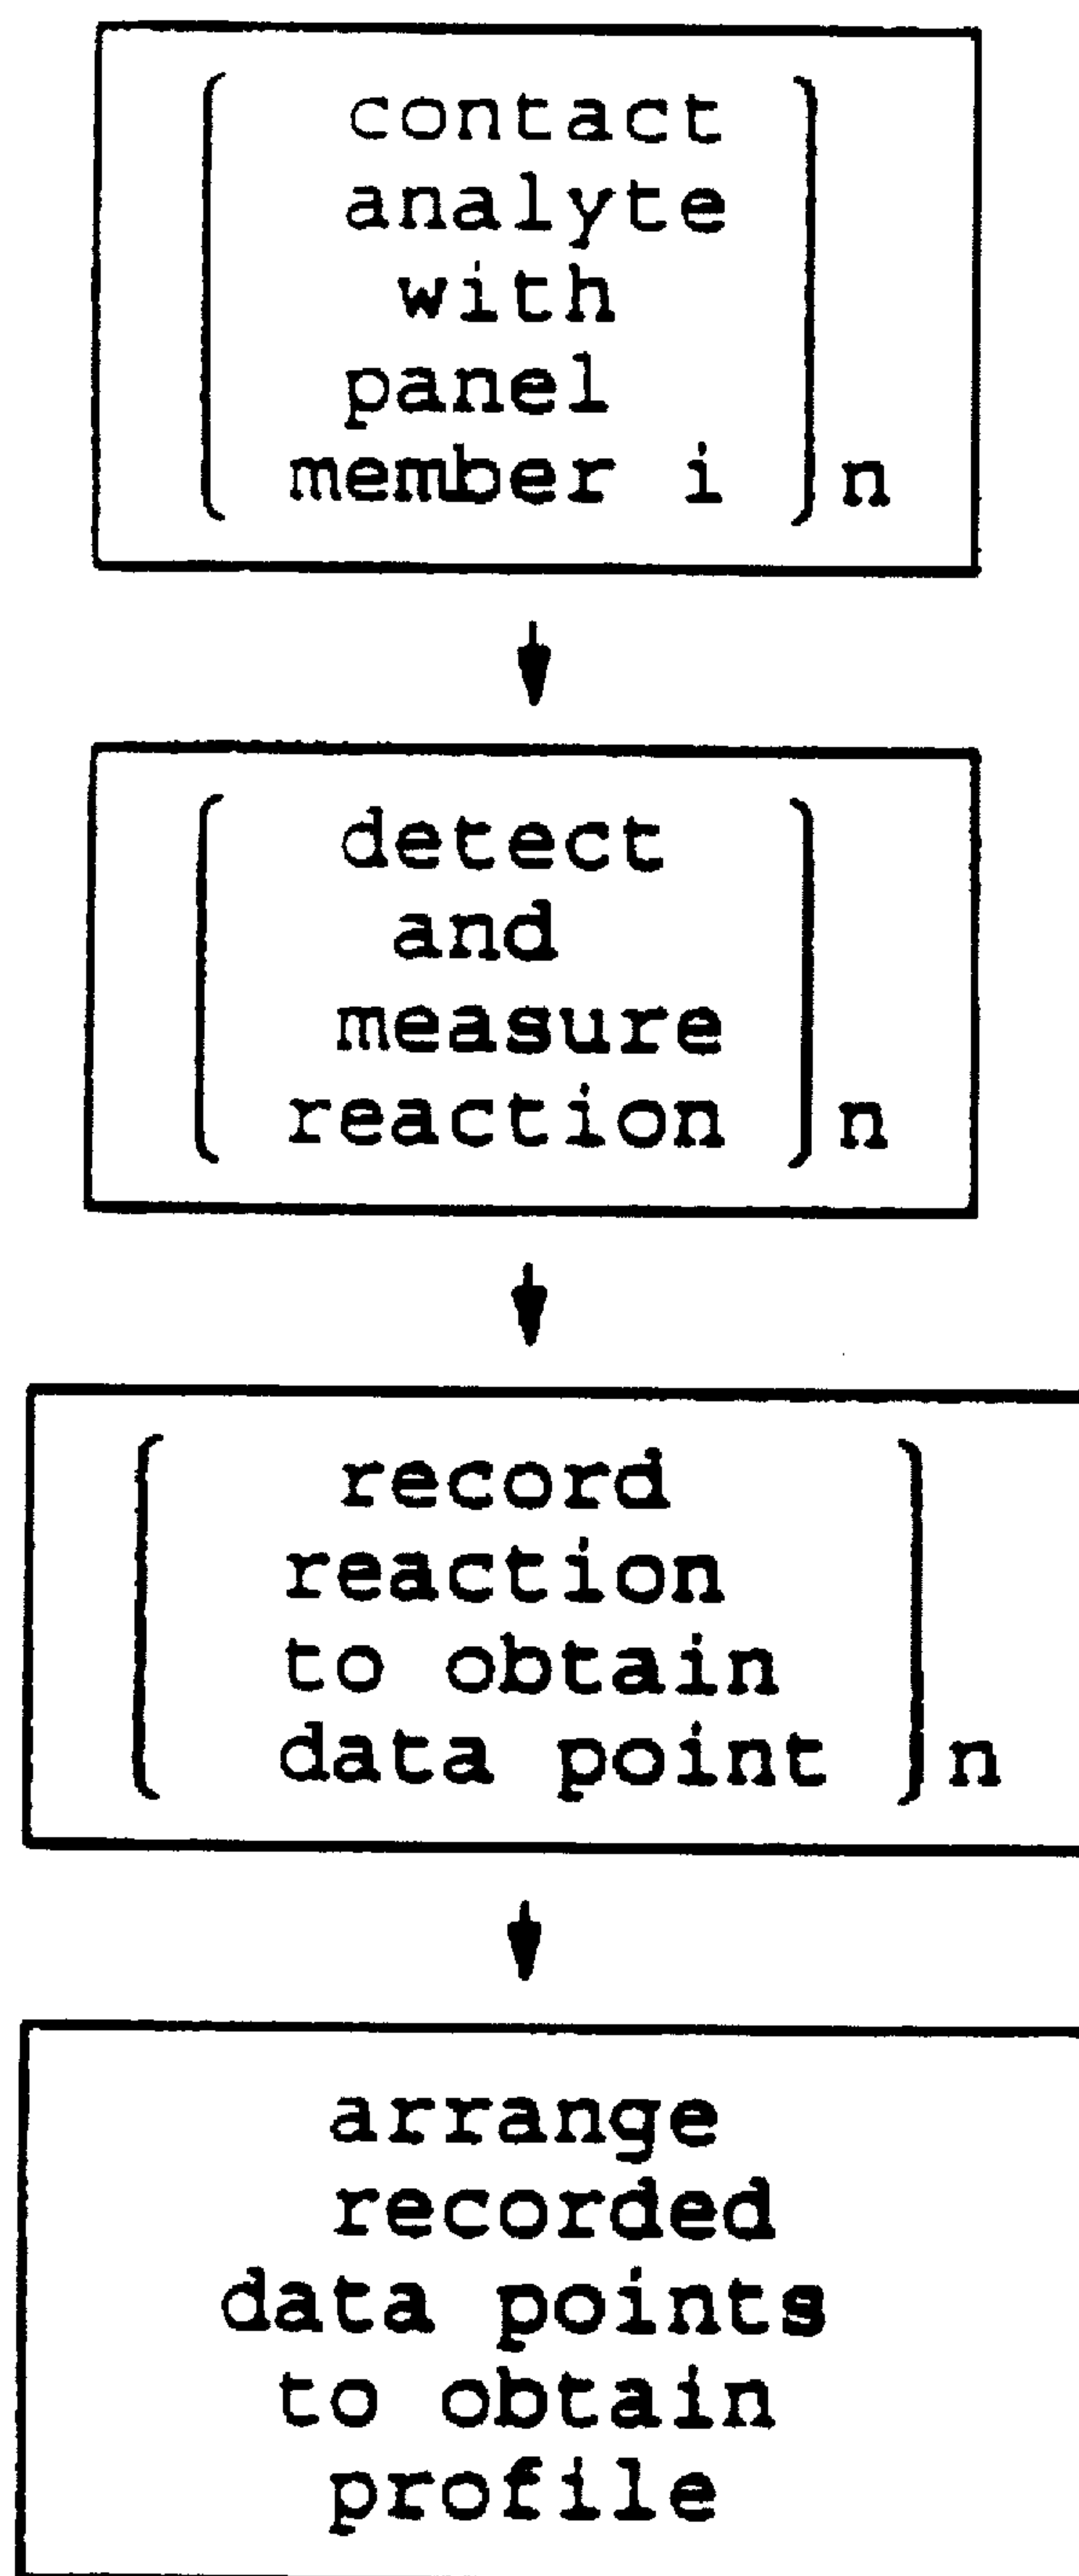 contact
analyte
with
panel
member i n
detect
and
measure
reaction n
record
reaction
to obtain
data point n
arrange
recorded
data points
to obtain
profile